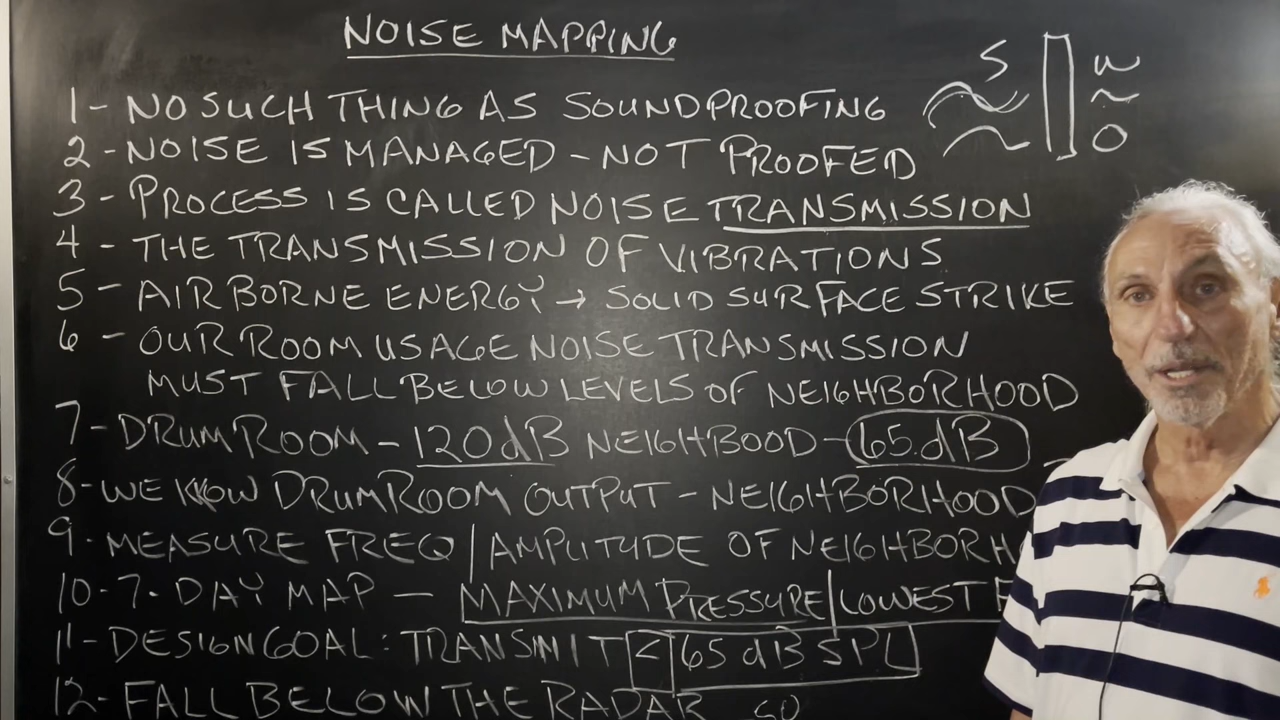 NOISE MAPPING
S
W
O
1 - NO SUCH THING AS SOUNDPROOFING
2 - NOISE IS MANAGED - NOT PROOFED
3 - PROCESS IS CALLED NOISE TRANSMISSION
4 - THE TRANSMISSION OF VIBRATIONS
5 - AIRBORNE ENERGY → SOLID SURFACE STRIKE
6 - OUR ROOM USAGE NOISE TRANSMISSION
MUST FALL BELOW LEVELS OF NEIGHBORHOOD
7 - DRUM ROOM - 120 dB NEIGHBOOD - 65 dB
8 - WE KNOW DRUM ROOM OUTPUT - NEIGHBORHOOD
9 - MEASURE FREQ | AMPLITUDE OF NEIGHBORH
10 - 7 - DAY MAP — MAXIMUM PRESSURE | LOWEST F
11 - DESIGN GOAL: TRANSMIT < 65 dB SPL
12 - FALL BELOW THE RADAR